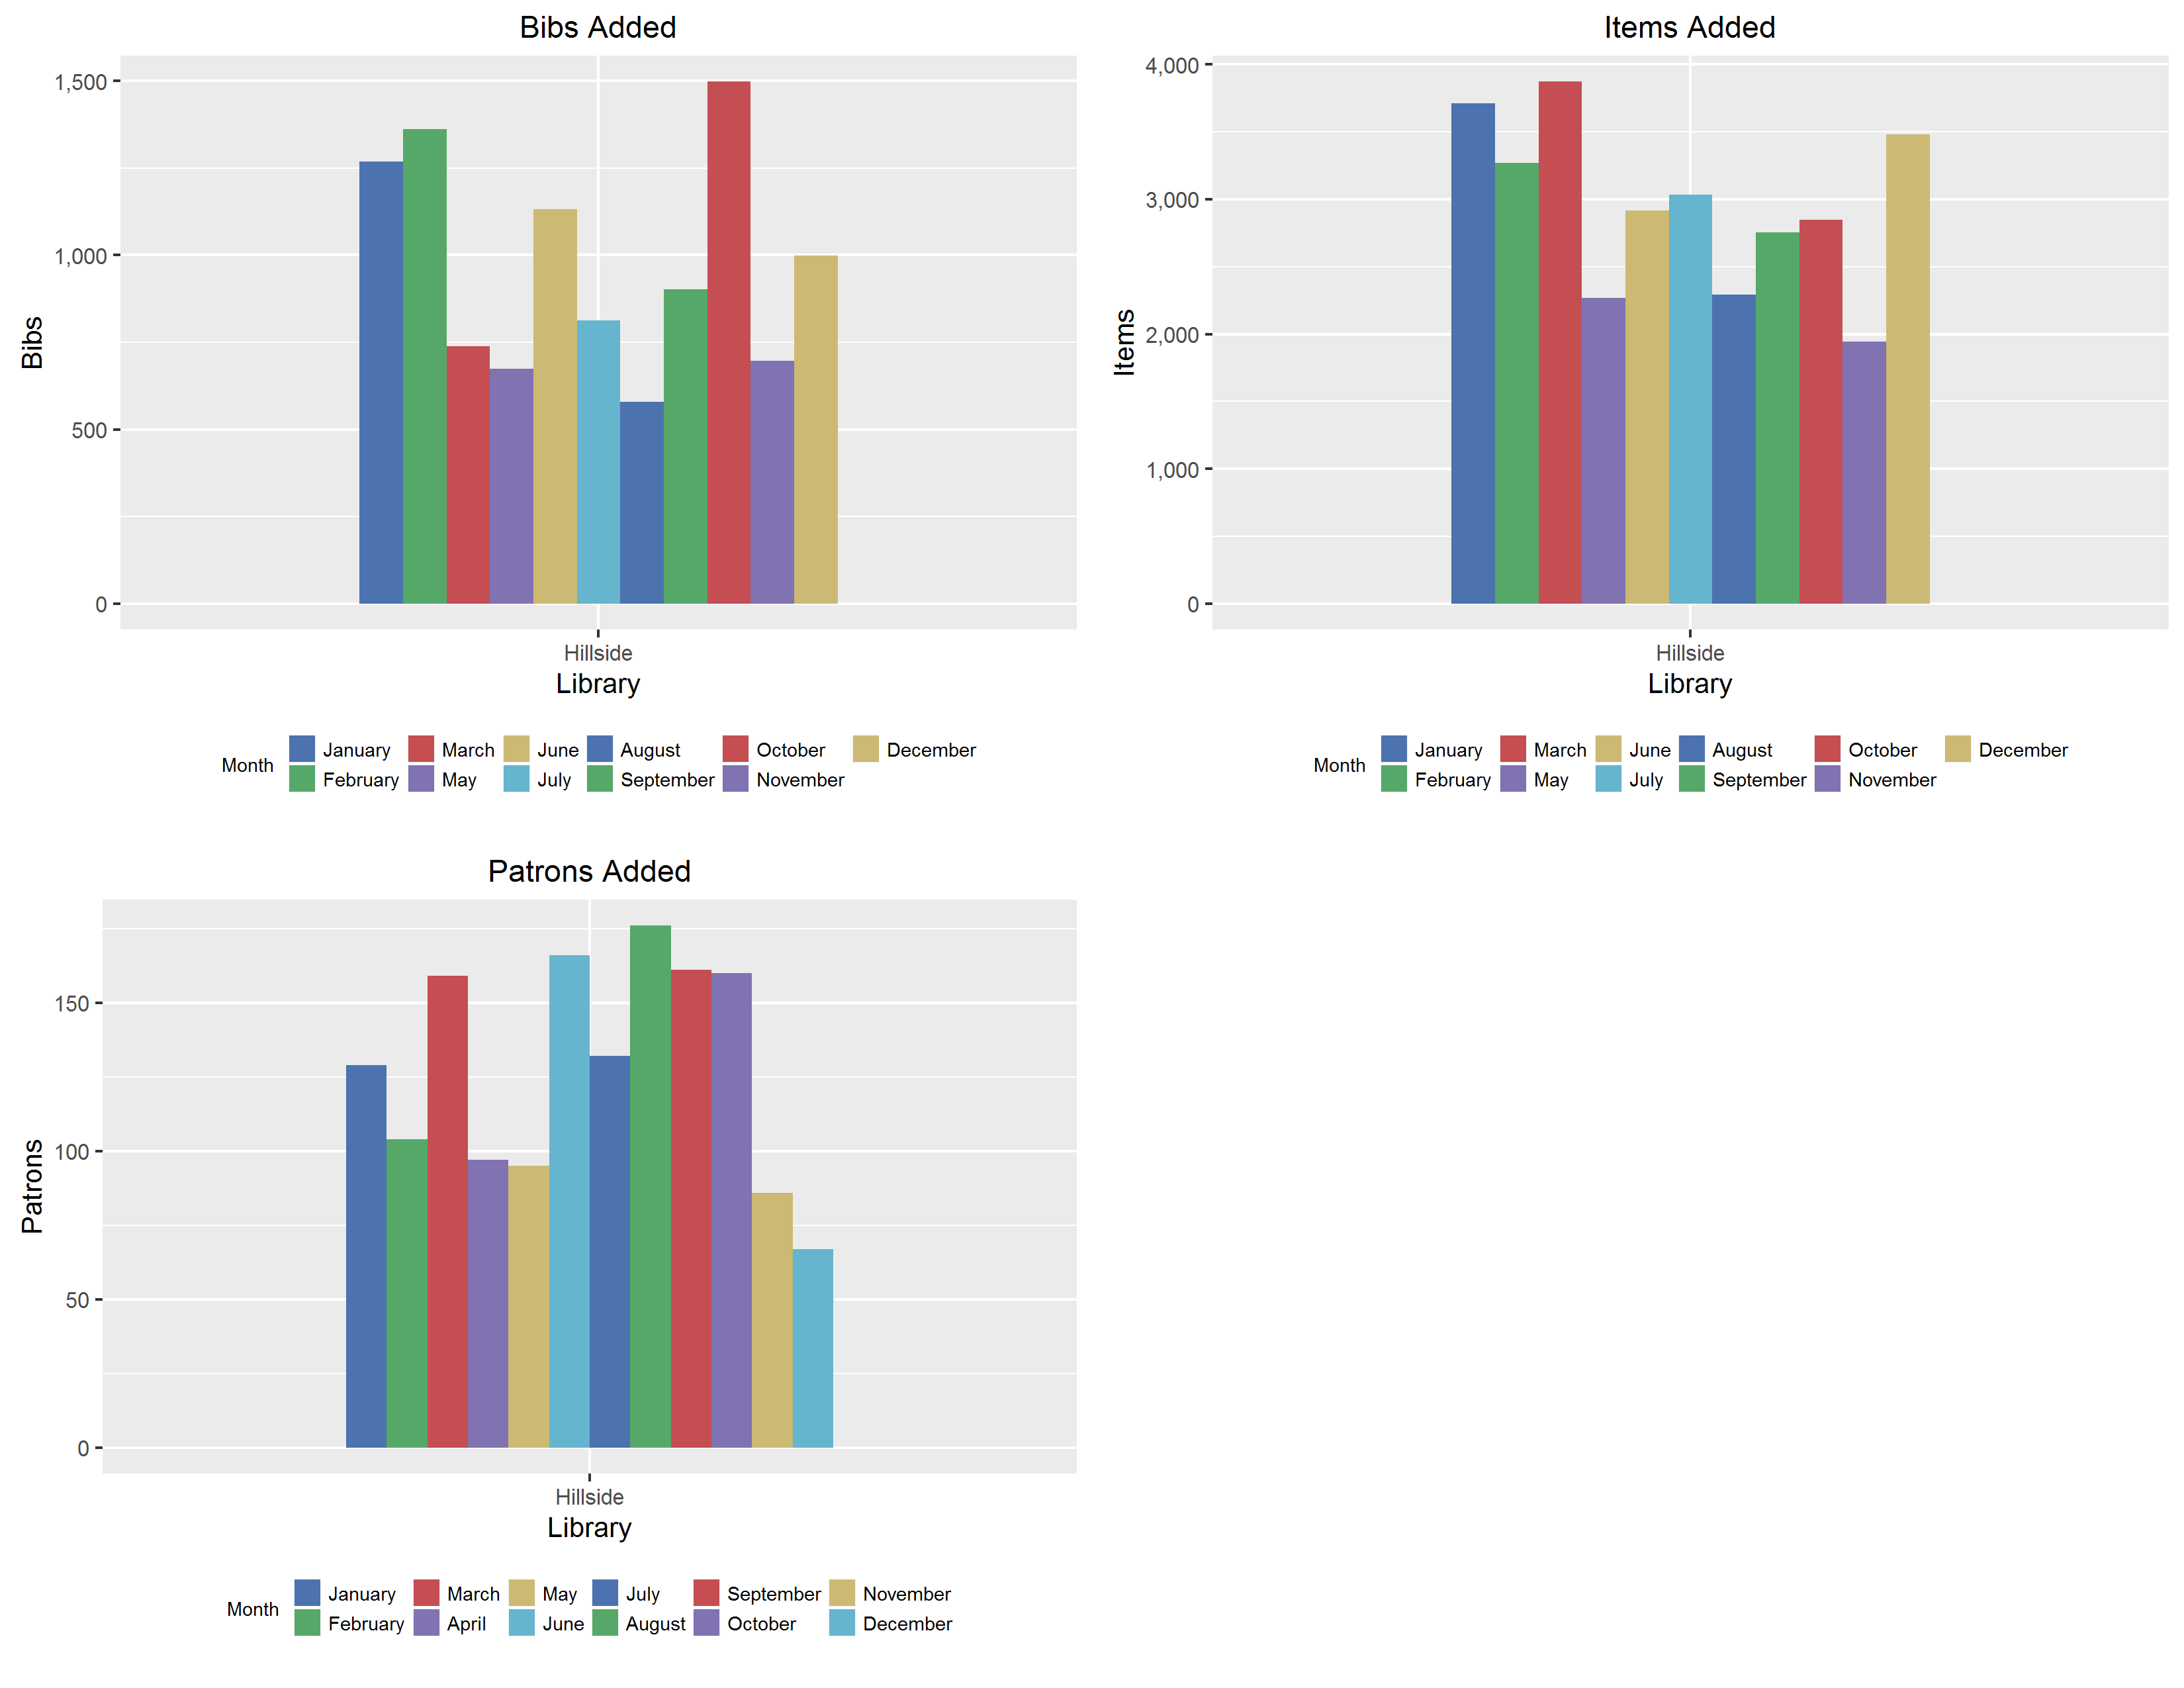 Bibs Added
1,500
1,000
500
0
Bibs
Hillside
Library
Month
January March June August October December
February May July September November
Items Added
4,000
3,000
2,000
1,000
0
Items
Hillside
Library
Month
January March June August October December
February May July September November
Patrons Added
150
100
50
0
Patrons
Hillside
Library
Month
January March May July September November
February April June August October December